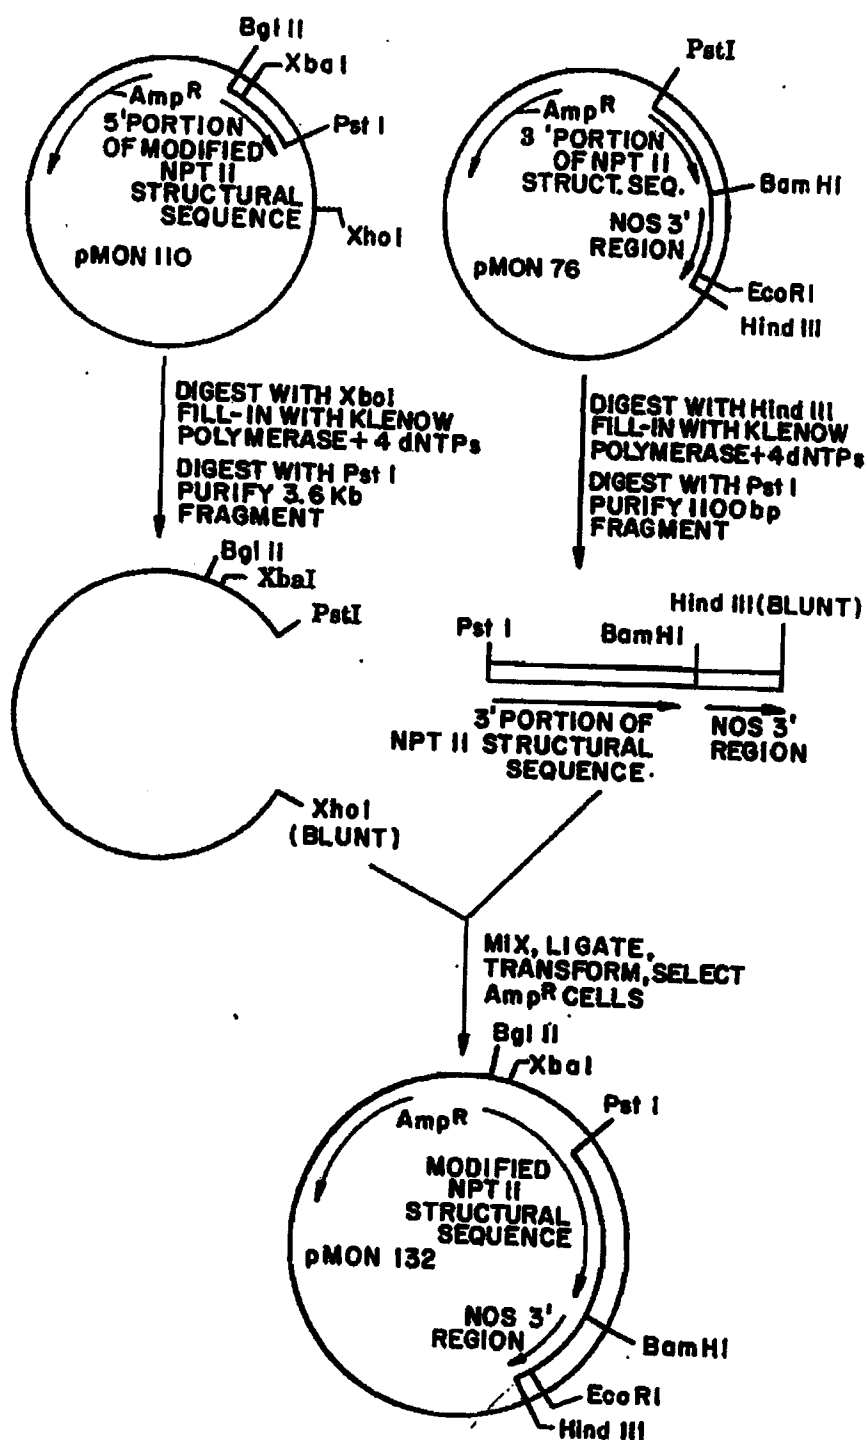 Bgl II
XbaI
Amp R
5' PORTION
OF MODIFIED
NPT II
STRUCTURAL
SEQUENCE
Pst I
XhoI
pMON 110
PstI
Amp R
3' PORTION
OF NPT II
STRUCT. SEQ.
BamHI
NOS 3'
REGION
pMON 76
EcoRI
Hind III
DIGEST WITH XhoI
FILL-IN WITH KLENOW
POLYMERASE + 4 dNTPs
DIGEST WITH Pst I
PURIFY 3.6 Kb
FRAGMENT
DIGEST WITH Hind III
FILL-IN WITH KLENOW
POLYMERASE+4dNTPs
DIGEST WITH Pst I
PURIFY 1100bp
FRAGMENT
Bgl II
XbaI
PstI
XhoI
(BLUNT)
Hind III(BLUNT)
Pst I
BamHI
3' PORTION OF
NPT II STRUCTURAL
SEQUENCE.
NOS 3'
REGION
MIX, LIGATE,
TRANSFORM, SELECT
Amp R CELLS
Bgl II
XbaI
Pst I
Amp R
MODIFIED
NPT II
STRUCTURAL
SEQUENCE
pMON 132
NOS 3'
REGION
BamHI
EcoRI
Hind III